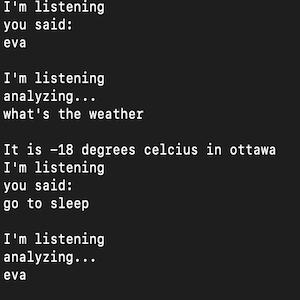 I'm listening
you said:
eva
I'm listening
analyzing...
what's the weather
It is -18 degrees celcius in ottawa
I'm listening
you said:
go to sleep
I'm listening
analyzing...
eva